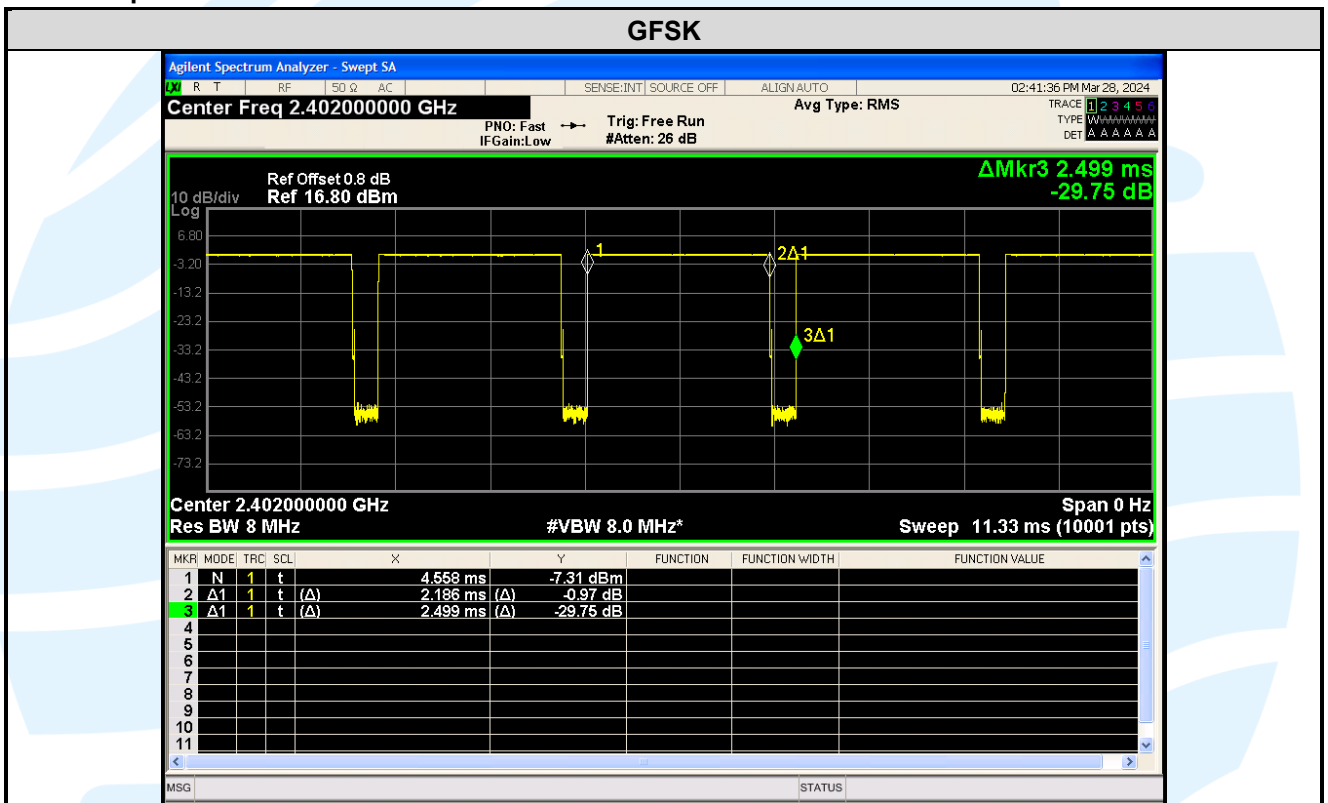 GFSK
Agilent Spectrum Analyzer - Swept SA
LXI R T RF 50 Ω AC SENSE:INT SOURCE OFF ALIGN AUTO 02:41:36 PM Mar 28, 2024
Center Freq 2.402000000 GHz Avg Type: RMS TRACE 1 2 3 4 5 6
PNO: Fast Trig: Free Run TYPE
IFGain:Low #Atten: 26 dB DET A A A A A A
ΔMkr3 2.499 ms
Ref Offset 0.8 dB
10 dB/div Ref 16.80 dBm -29.75 dB
Log
6.80
1
2Δ1
-3.20
-13.2
-23.2
3Δ1
-33.2
-43.2
-53.2
-63.2
-73.2
Center 2.402000000 GHz Span 0 Hz
Res BW 8 MHz #VBW 8.0 MHz* Sweep 11.33 ms (10001 pts)
MKR MODE TRC SCL X Y FUNCTION FUNCTION WIDTH FUNCTION VALUE
1 N 1 t 4.558 ms -7.31 dBm
2 Δ1 1 t (Δ) 2.186 ms (Δ) -0.97 dB
3 Δ1 1 t (Δ) 2.499 ms (Δ) -29.75 dB
4
5
6
7
8
9
10
11
MSG STATUS